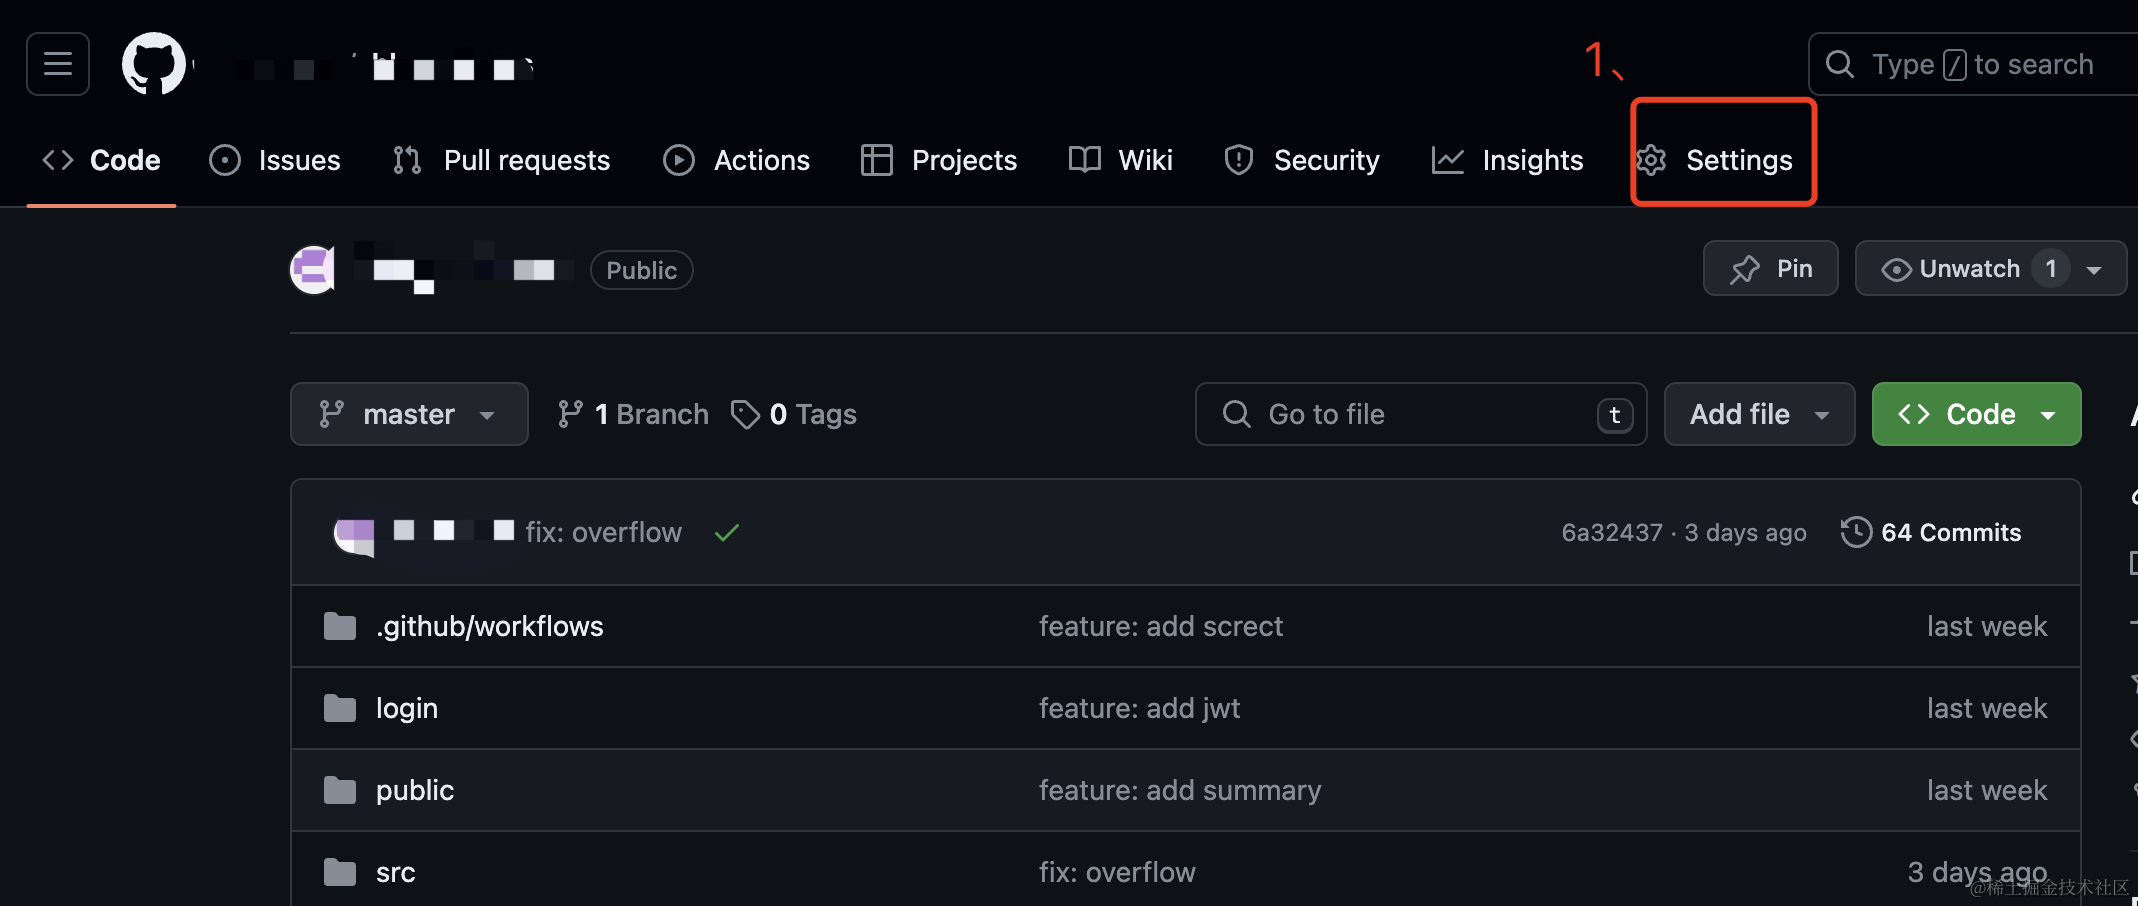 1、
Type / to search
Code Issues Pull requests Actions Projects Wiki Security Insights Settings
Public Pin Unwatch 1
master 1 Branch 0 Tags Go to file t Add file Code
fix: overflow 6a32437 · 3 days ago 64 Commits
.github/workflows feature: add screct last week
login feature: add jwt last week
public feature: add summary last week
src fix: overflow 3 days ago
@稀土掘金技术社区